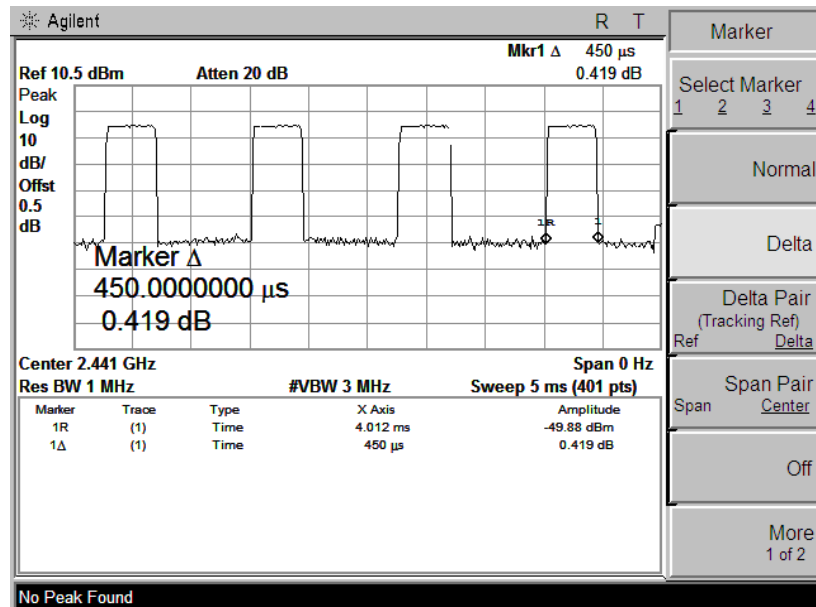 Agilent
R T
Mkr1 Δ 450 μs
Ref 10.5 dBm Atten 20 dB 0.419 dB
Peak
Log
10
dB/
Offst
0.5
dB
1R 1
Marker Δ
450.0000000 μs
0.419 dB
Center 2.441 GHz Span 0 Hz
Res BW 1 MHz #VBW 3 MHz Sweep 5 ms (401 pts)
Marker Trace Type X Axis Amplitude
1R (1) Time 4.012 ms -49.88 dBm
1Δ (1) Time 450 μs 0.419 dB
No Peak Found
Marker
Select Marker
1 2 3 4
Normal
Delta
Delta Pair
(Tracking Ref)
Ref Delta
Span Pair
Span Center
Off
More
1 of 2